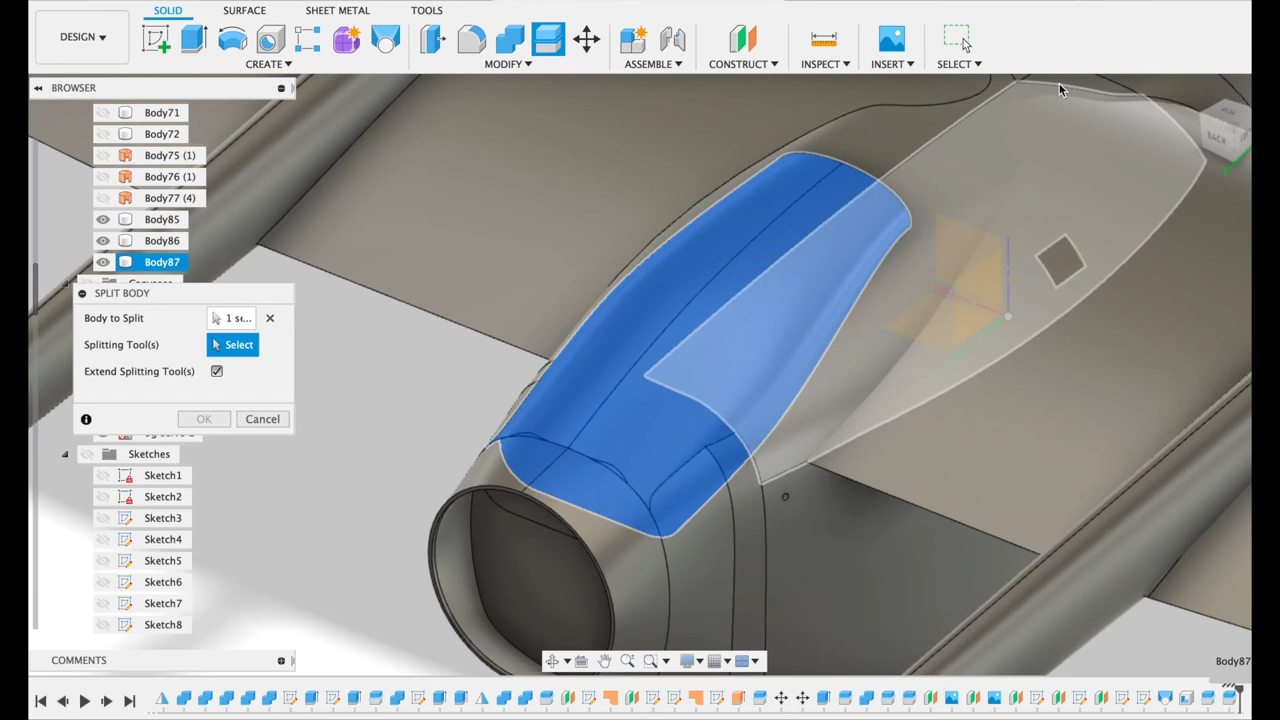 SOLID SURFACE SHEET METAL TOOLS
DESIGN
CREATE MODIFY ASSEMBLE CONSTRUCT INSPECT INSERT SELECT
BROWSER
Body71
Body72
Body75 (1)
Body76 (1)
Body77 (4)
Body85
Body86
Body87
SPLIT BODY
Body to Split 1 se...
Splitting Tool(s) Select
Extend Splitting Tool(s)
OK Cancel
Sketches
Sketch1
Sketch2
Sketch3
Sketch4
Sketch5
Sketch6
Sketch7
Sketch8
COMMENTS
BACK
Body87